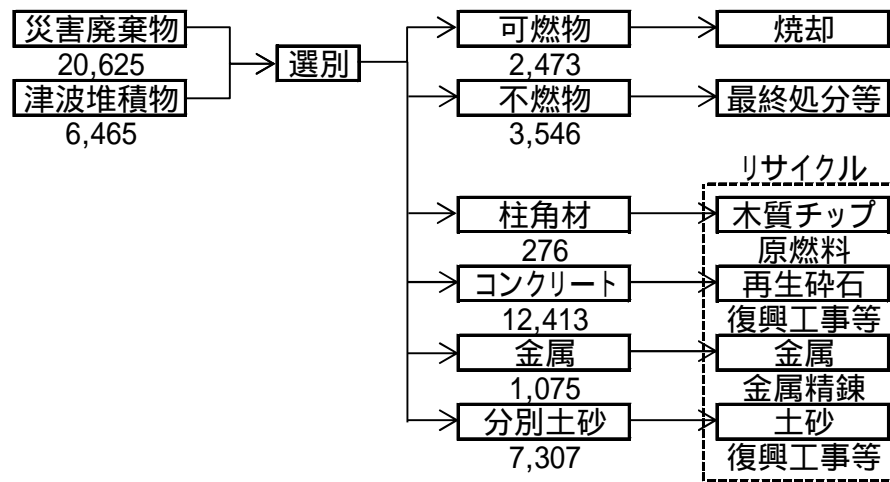 災害廃棄物
20,625
津波堆積物
6,465
選別
可燃物
2,473
不燃物
3,546
柱角材
276
コンクリート
12,413
金属
1,075
分別土砂
7,307
焼却
最終処分等
リサイクル
木質チップ
原燃料
再生砕石
復興工事等
金属
金属精錬
土砂
復興工事等